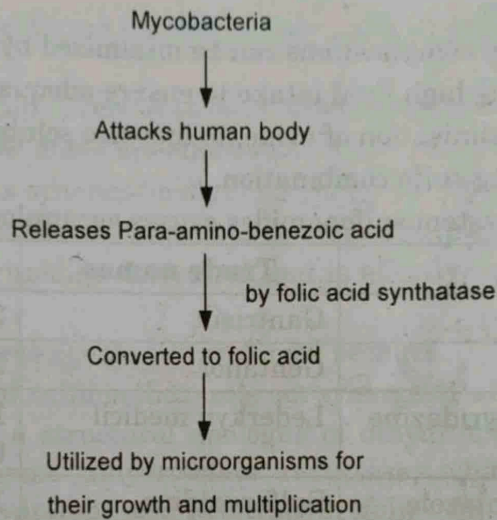 Mycobacteria
Attacks human body
Releases Para-amino-benezoic acid
by folic acid synthatase
Converted to folic acid
Utilized by microorganisms for
their growth and multiplication